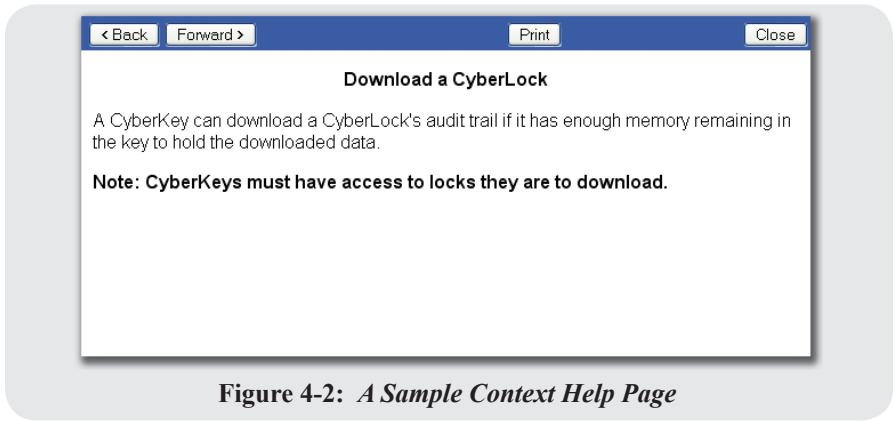 < Back Forward > Print Close
Download a CyberLock
A CyberKey can download a CyberLock's audit trail if it has enough memory remaining in
the key to hold the downloaded data.
Note: CyberKeys must have access to locks they are to download.
Figure 4-2: A Sample Context Help Page